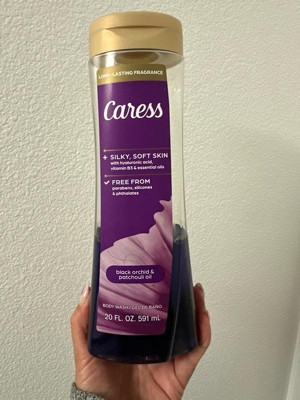 LONG-LASTING FRAGRANCE
Caress
+ SILKY, SOFT SKIN
with hyaluronic acid,
vitamin B3 & essential oils
✓ FREE FROM
parabens, silicones
& phthalates
black orchid &
patchouli oil
BODY WASH/GEL DE BAÑO
20 FL. OZ. 591 mL